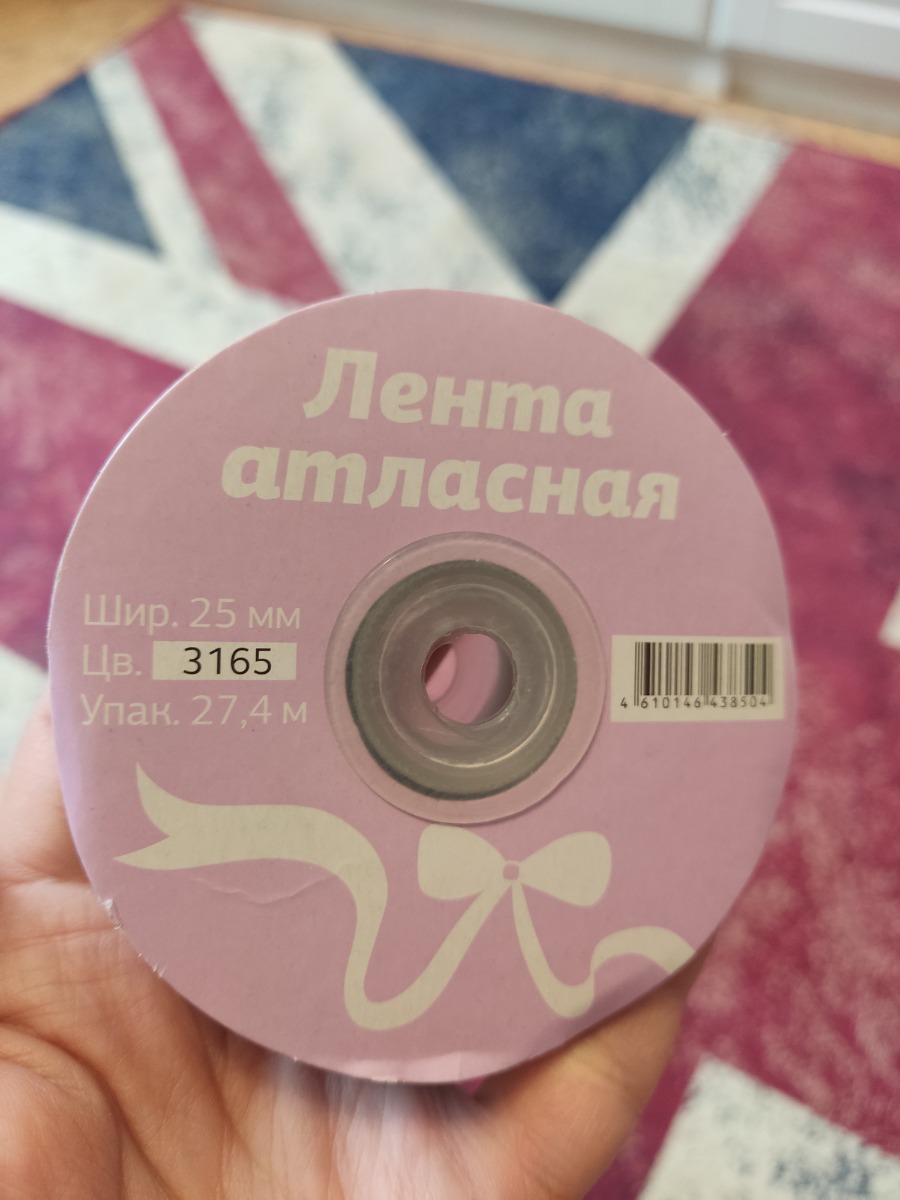 Лента
атласная
Шир. 25 мм
Цв. 3165
Упак. 27,4 м
4 610146 438504